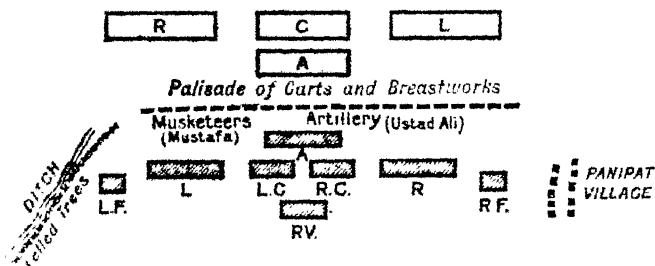 R C L
A
Palisade of Carts and Breastworks
Musketeers Artillery (Ustad Ali)
(Mustafa)
A
DITCH
felled Trees
L.F. L L.C R.C. R R F.
RV.
PANIPAT
VILLAGE